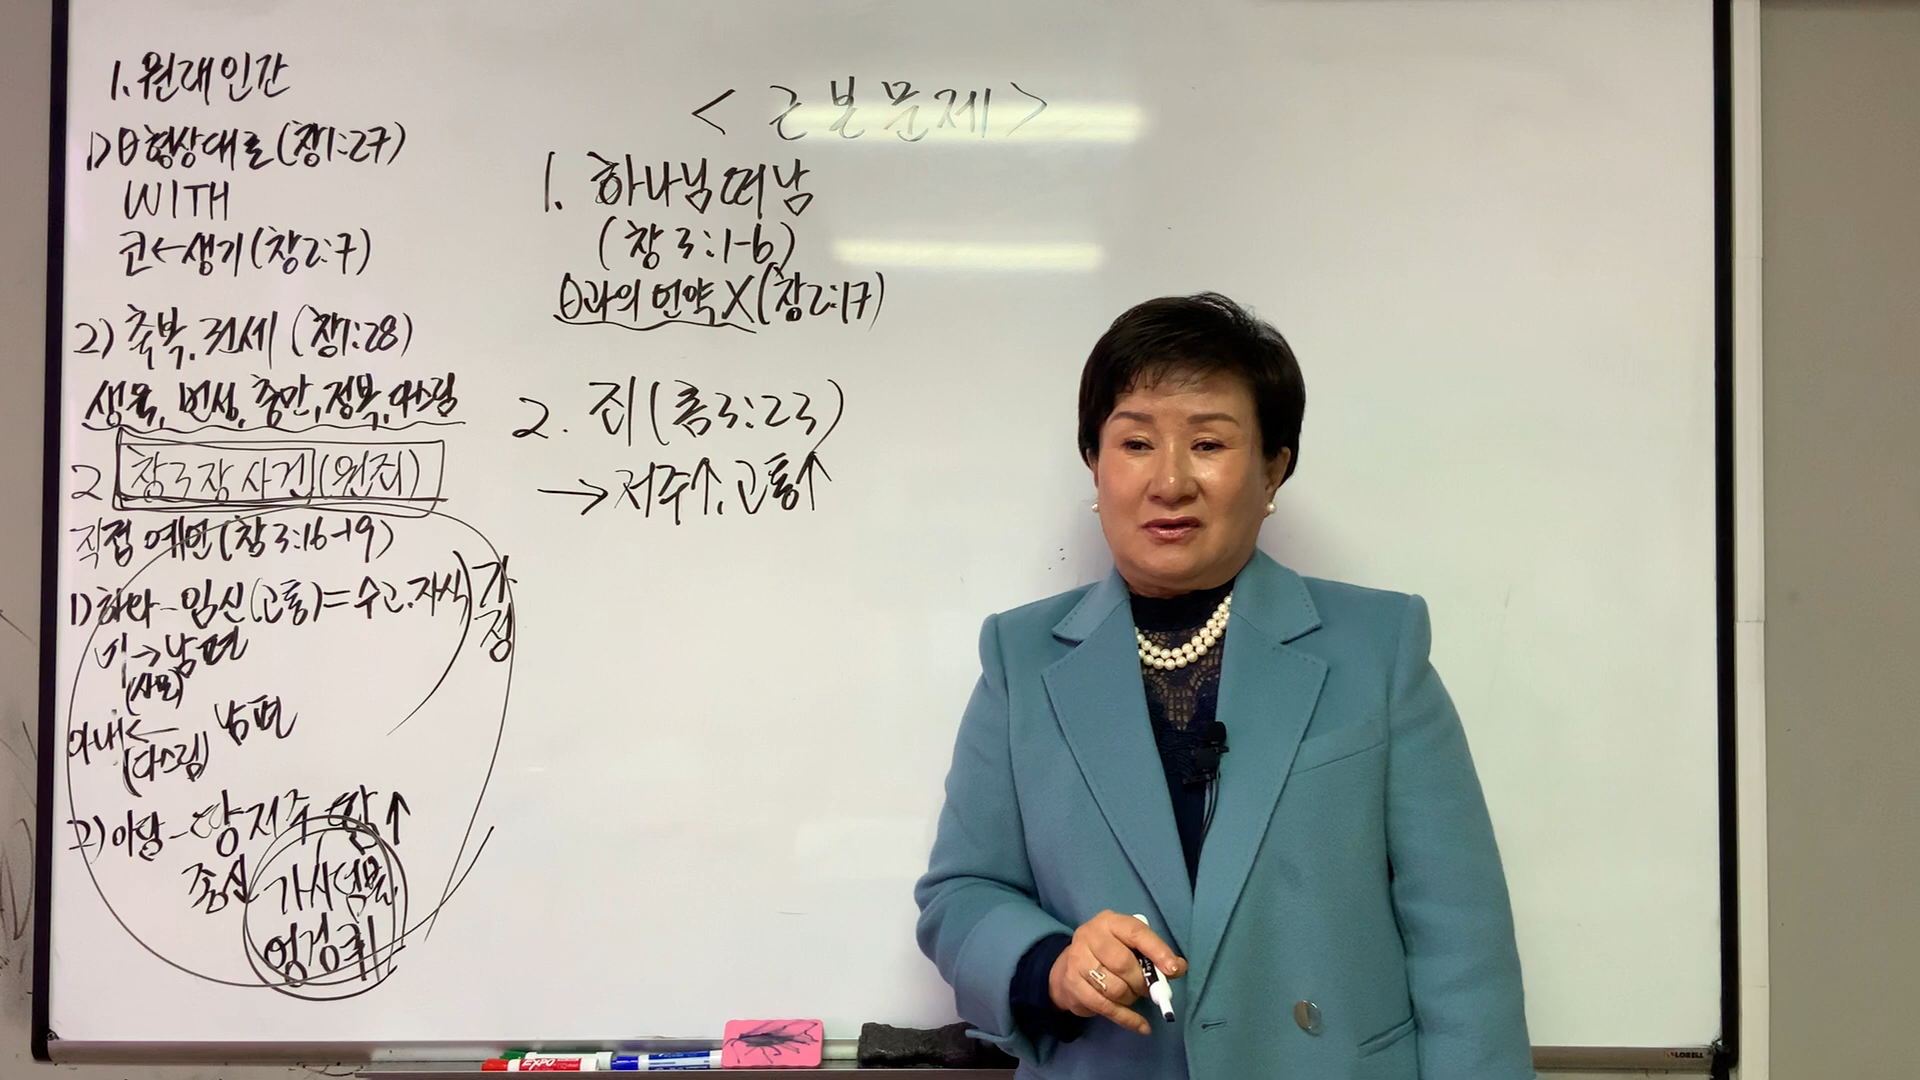 1. 원래인간
1) θ형상대로(창1:27)
WITH
코←생기(창2:7)
2) 축복.권세 (창1:28)
생육, 번성, 충만, 정복, 다스림
2 창3장 사건(원죄)
직접 예언(창3:16-19)
1) 하와-임신(고통)=수고.자식
가정
→남편
(사모)
아내←남편
(다스림)
2) 아담-땅 저주 땀↑
종신 가시덤불,
엉겅퀴
<근본문제>
1. 하나님떠남
(창3:1-6)
θ과의 언약X(창2:17)
2. 죄(롬3:23)
→저주↑.고통↑
LORELL